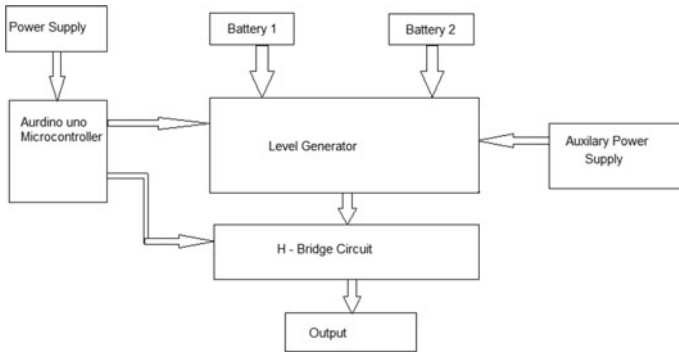 Power Supply
Battery 1
Battery 2
Aurdino uno
Microcontroller
Level Generator
Auxilary Power
Supply
H - Bridge Circuit
Output